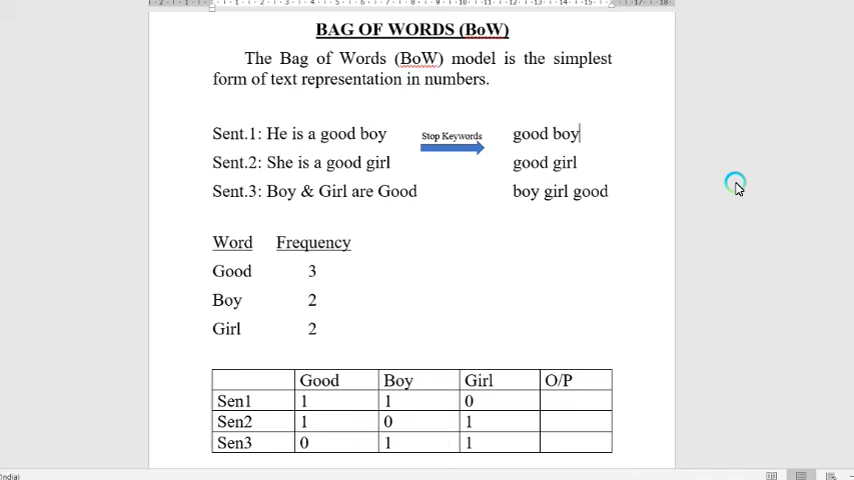 BAG OF WORDS (BoW)
The Bag of Words (BoW) model is the simplest
form of text representation in numbers.
Sent.1: He is a good boy Stop Keywords good boy
Sent.2: She is a good girl good girl
Sent.3: Boy & Girl are Good boy girl good
Word Frequency
Good 3
Boy 2
Girl 2
Good Boy Girl O/P
Sen1 1 1 0
Sen2 1 0 1
Sen3 0 1 1